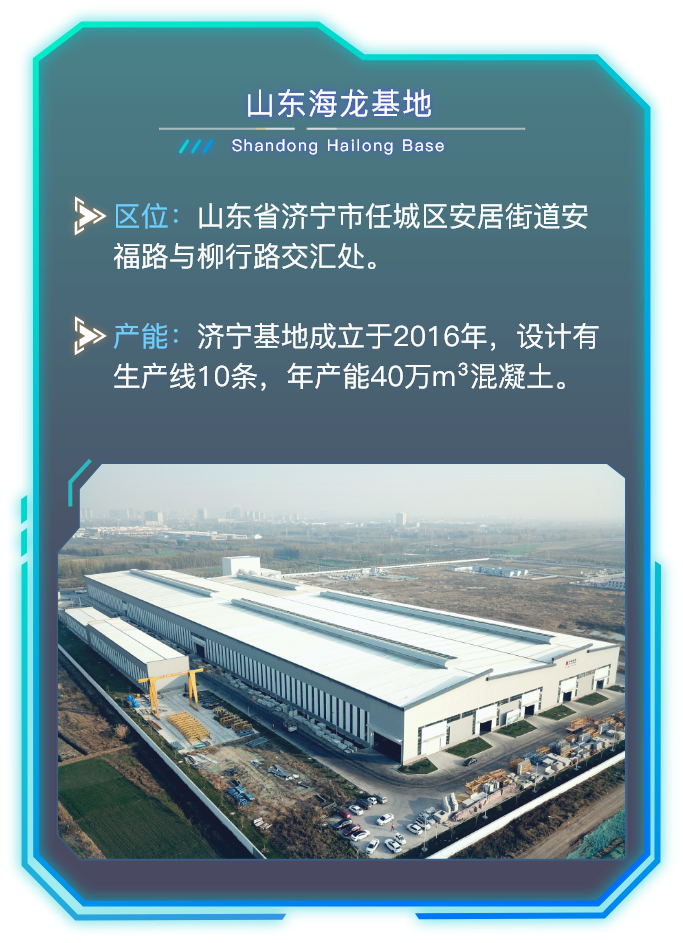 山东海龙基地
Shandong Hailong Base
区位：山东省济宁市任城区安居街道安
福路与柳行路交汇处。
产能：济宁基地成立于2016年，设计有
生产线10条，年产能40万m³混凝土。